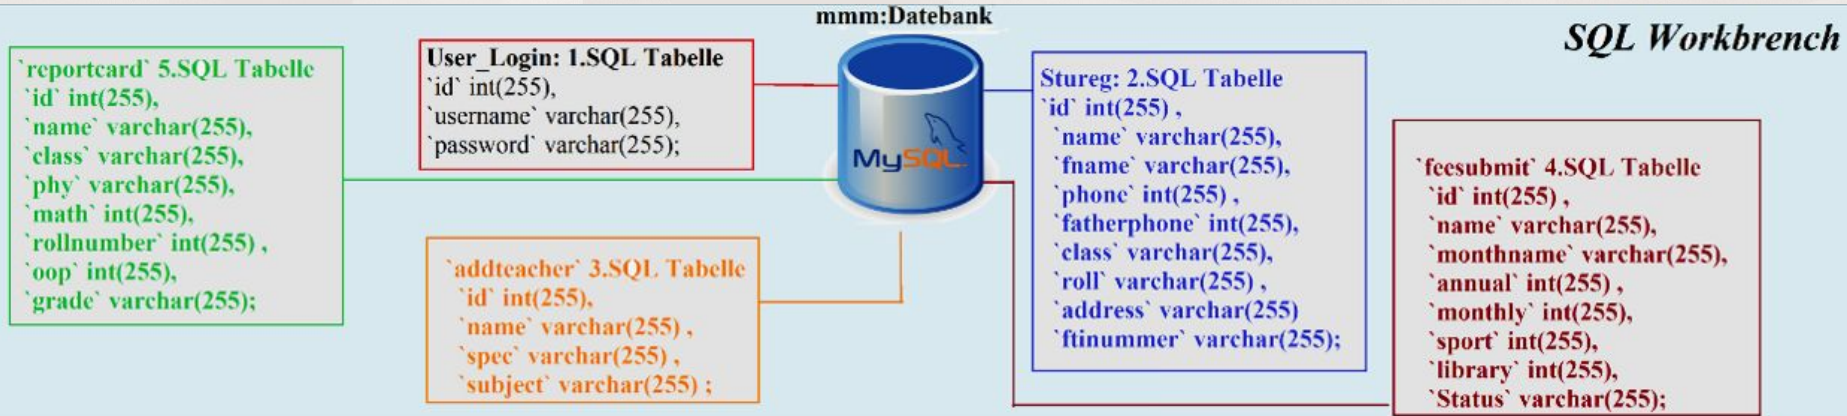 mmm:Datebank
SQL Workbrench
`reportcard` 5.SQL Tabelle
`id` int(255),
`name` varchar(255),
`class` varchar(255),
`phy` varchar(255),
`math` int(255),
`rollnumber` int(255) ,
`oop` int(255),
`grade` varchar(255);
User_Login: 1.SQL Tabelle
`id` int(255),
`username` varchar(255),
`password` varchar(255);
`addteacher` 3.SQL Tabelle
`id` int(255),
`name` varchar(255) ,
`spec` varchar(255) ,
`subject` varchar(255) ;
MySQL
Stureg: 2.SQL Tabelle
`id` int(255) ,
`name` varchar(255),
`fname` varchar(255),
`phone` int(255) ,
`fatherphone` int(255),
`class` varchar(255),
`roll` varchar(255) ,
`address` varchar(255)
`ftinummer` varchar(255);
`feesubmit` 4.SQL Tabelle
`id` int(255) ,
`name` varchar(255),
`monthname` varchar(255),
`annual` int(255) ,
`monthly` int(255),
`sport` int(255),
`library` int(255),
`Status` varchar(255);